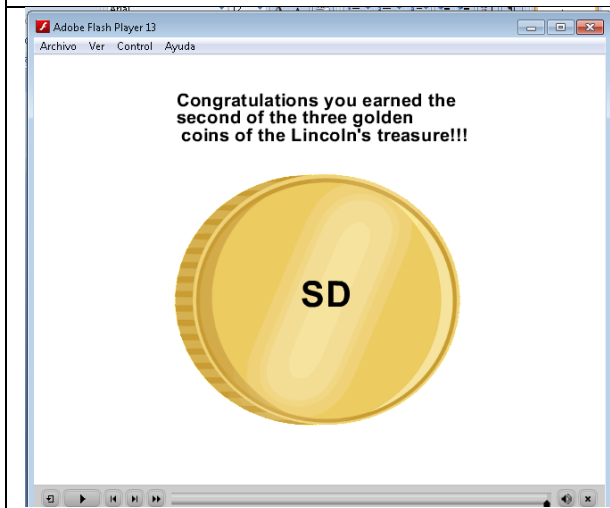 Adobe Flash Player 13
Archivo Ver Control Ayuda
Congratulations you earned the
second of the three golden
coins of the Lincoln's treasure!!!
SD